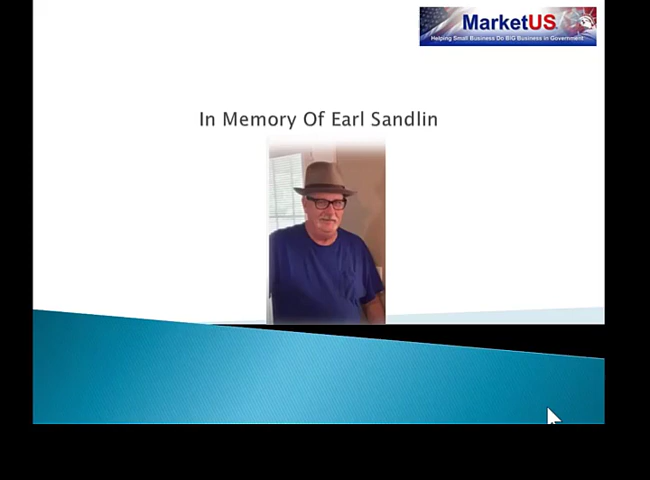 MarketUS
Helping Small Business Do BIG Business in Government
In Memory Of Earl Sandlin